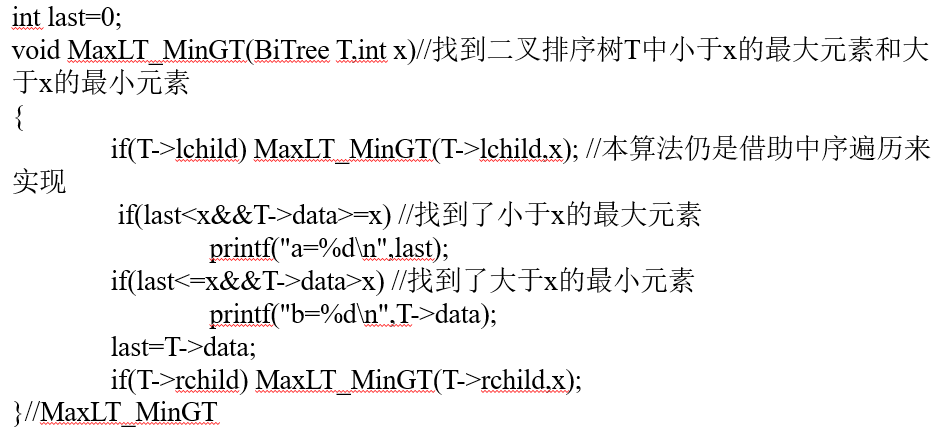 int last=0;
void MaxLT_MinGT(BiTree T,int x)//找到二叉排序树T中小于x的最大元素和大
于x的最小元素
{
if(T->lchild) MaxLT_MinGT(T->lchild,x); //本算法仍是借助中序遍历来
实现
if(last<x&&T->data>=x) //找到了小于x的最大元素
printf("a=%d\n",last);
if(last<=x&&T->data>x) //找到了大于x的最小元素
printf("b=%d\n",T->data);
last=T->data;
if(T->rchild) MaxLT_MinGT(T->rchild,x);
}//MaxLT_MinGT